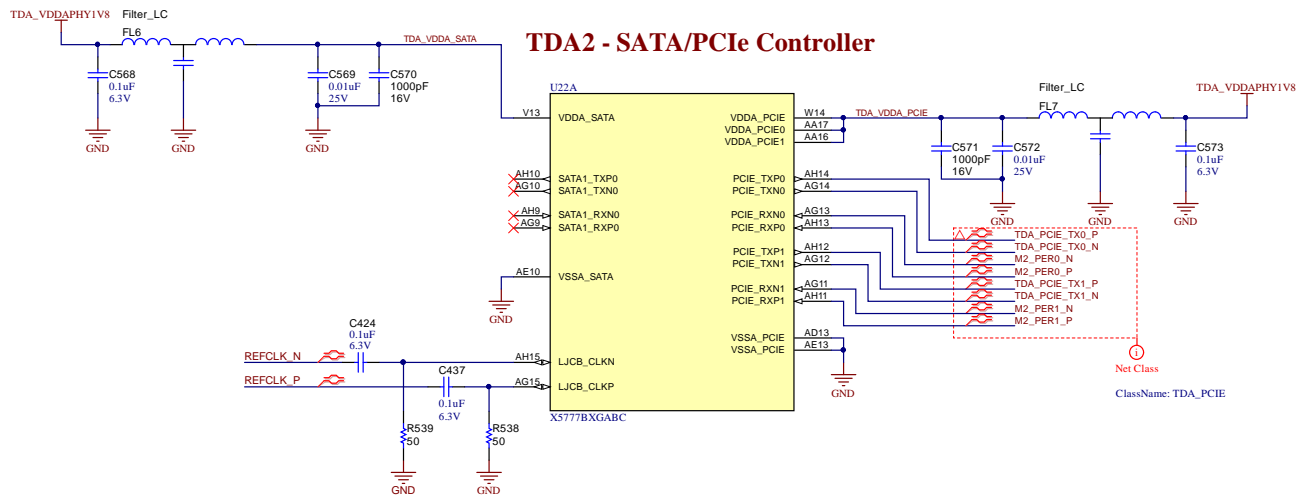 TDA2 - SATA/PCIe Controller
TDA_VDDAPHY1V8
Filter_LC
FL6
C568
0.1uF
6.3V
GND
GND
C569
0.01uF
25V
C570
1000pF
16V
GND
TDA_VDDA_SATA
U22A
V13
VDDA_SATA
AH10
SATA1_TXP0
AG10
SATA1_TXN0
AH9
SATA1_RXN0
AG9
SATA1_RXP0
AE10
VSSA_SATA
GND
REFCLK_N
C424
0.1uF
6.3V
AH15
LJCB_CLKN
REFCLK_P
C437
0.1uF
6.3V
AG15
LJCB_CLKP
X5777BXGABC
R539
50
GND
R538
50
GND
VDDA_PCIE
W14
VDDA_PCIE0
AA17
VDDA_PCIE1
AA16
PCIE_TXP0
AH14
PCIE_TXN0
AG14
PCIE_RXN0
AG13
PCIE_RXP0
AH13
PCIE_TXP1
AH12
PCIE_TXN1
AG12
PCIE_RXN1
AG11
PCIE_RXP1
AH11
VSSA_PCIE
AD13
VSSA_PCIE
AE13
GND
TDA_VDDA_PCIE
C571
1000pF
16V
C572
0.01uF
25V
GND
Filter_LC
FL7
GND
TDA_VDDAPHY1V8
C573
0.1uF
6.3V
GND
TDA_PCIE_TX0_P
TDA_PCIE_TX0_N
M2_PER0_N
M2_PER0_P
TDA_PCIE_TX1_P
TDA_PCIE_TX1_N
M2_PER1_N
M2_PER1_P
i
Net Class
ClassName: TDA_PCIE